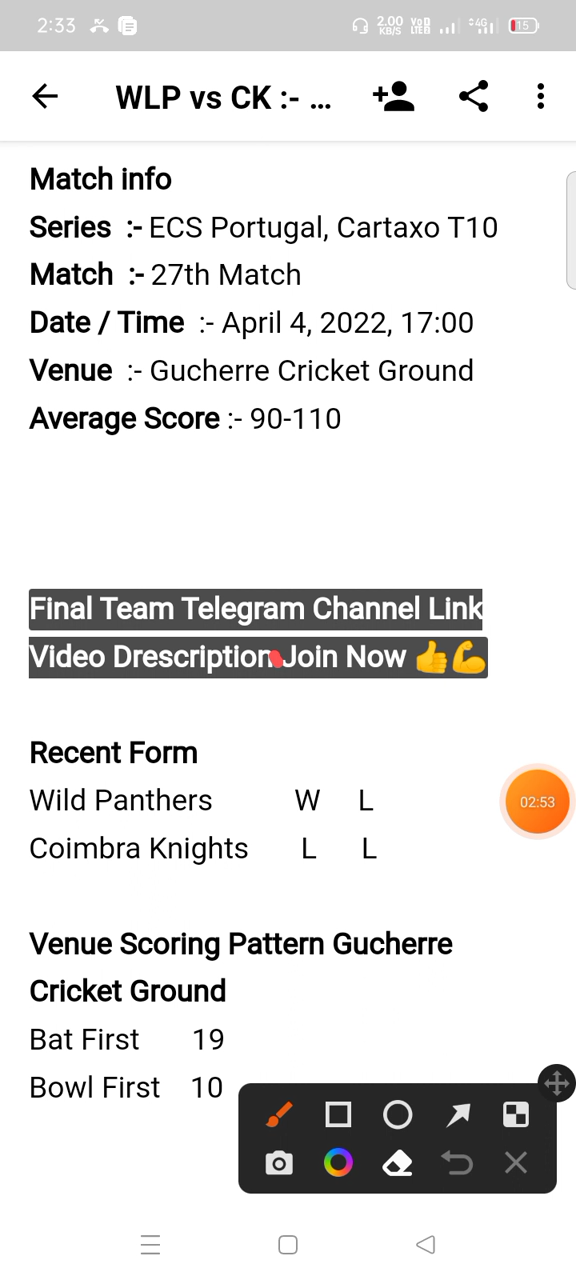 2:33 2.00 KB/S VoD LTE 4G 15
WLP vs CK :- ...
Match info
Series :- ECS Portugal, Cartaxo T10
Match :- 27th Match
Date / Time :- April 4, 2022, 17:00
Venue :- Gucherre Cricket Ground
Average Score :- 90-110
Final Team Telegram Channel Link
Video Drescription Join Now 👍💪
Recent Form
Wild Panthers W L
02:53
Coimbra Knights L L
Venue Scoring Pattern Gucherre
Cricket Ground
Bat First 19
Bowl First 10